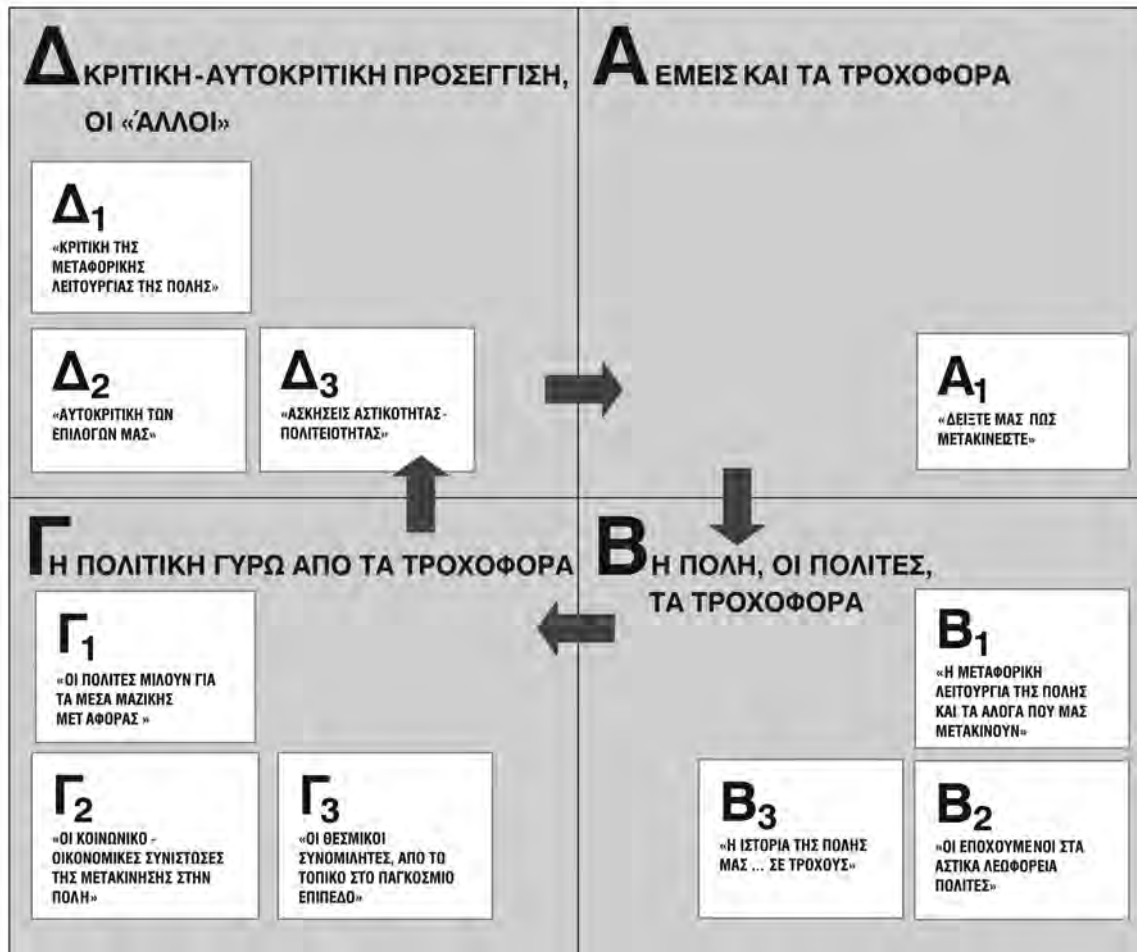 Δ ΚΡΙΤΙΚΗ-ΑΥΤΟΚΡΙΤΙΚΗ ΠΡΟΣΕΓΓΙΣΗ,
ΟΙ «ΆΛΛΟΙ»
Δ1
«ΚΡΙΤΙΚΗ ΤΗΣ
ΜΕΤΑΦΟΡΙΚΗΣ
ΛΕΙΤΟΥΡΓΙΑΣ ΤΗΣ ΠΟΛΗΣ»
Δ2
«ΑΥΤΟΚΡΙΤΙΚΗ ΤΩΝ
ΕΠΙΛΟΓΩΝ ΜΑΣ»
Δ3
«ΑΣΚΗΣΕΙΣ ΑΣΤΙΚΟΤΗΤΑΣ-
ΠΟΛΙΤΕΙΟΤΗΤΑΣ»
Α ΕΜΕΙΣ ΚΑΙ ΤΑ ΤΡΟΧΟΦΟΡΑ
Α1
«ΔΕΙΞΤΕ ΜΑΣ ΠΩΣ
ΜΕΤΑΚΙΝΕΙΣΤΕ»
Β Η ΠΟΛΗ, ΟΙ ΠΟΛΙΤΕΣ,
ΤΑ ΤΡΟΧΟΦΟΡΑ
Β1
«Η ΜΕΤΑΦΟΡΙΚΗ
ΛΕΙΤΟΥΡΓΙΑ ΤΗΣ ΠΟΛΗΣ
ΚΑΙ ΤΑ ΑΛΟΓΑ ΠΟΥ ΜΑΣ
ΜΕΤΑΚΙΝΟΥΝ»
Β2
«ΟΙ ΕΠΟΧΟΥΜΕΝΟΙ ΣΤΑ
ΑΣΤΙΚΑ ΛΕΩΦΟΡΕΙΑ
ΠΟΛΙΤΕΣ»
Β3
«Η ΙΣΤΟΡΙΑ ΤΗΣ ΠΟΛΗΣ
ΜΑΣ ... ΣΕ ΤΡΟΧΟΥΣ»
Γ Η ΠΟΛΙΤΙΚΗ ΓΥΡΩ ΑΠΟ ΤΑ ΤΡΟΧΟΦΟΡΑ
Γ1
«ΟΙ ΠΟΛΙΤΕΣ ΜΙΛΟΥΝ ΓΙΑ
ΤΑ ΜΕΣΑ ΜΑΖΙΚΗΣ
ΜΕΤ ΑΦΟΡΑΣ »
Γ2
«ΟΙ ΚΟΙΝΩΝΙΚΟ -
ΟΙΚΟΝΟΜΙΚΕΣ ΣΥΝΙΣΤΩΣΕΣ
ΤΗΣ ΜΕΤΑΚΙΝΗΣΗΣ ΣΤΗΝ
ΠΟΛΗ»
Γ3
«ΟΙ ΘΕΣΜΙΚΟΙ
ΣΥΝΟΜΙΛΗΤΕΣ, ΑΠΟ ΤΩ
ΤΟΠΙΚΟ ΣΤΟ ΠΑΓΚΟΣΜΙΟ
ΕΠΙΠΕΔΟ»